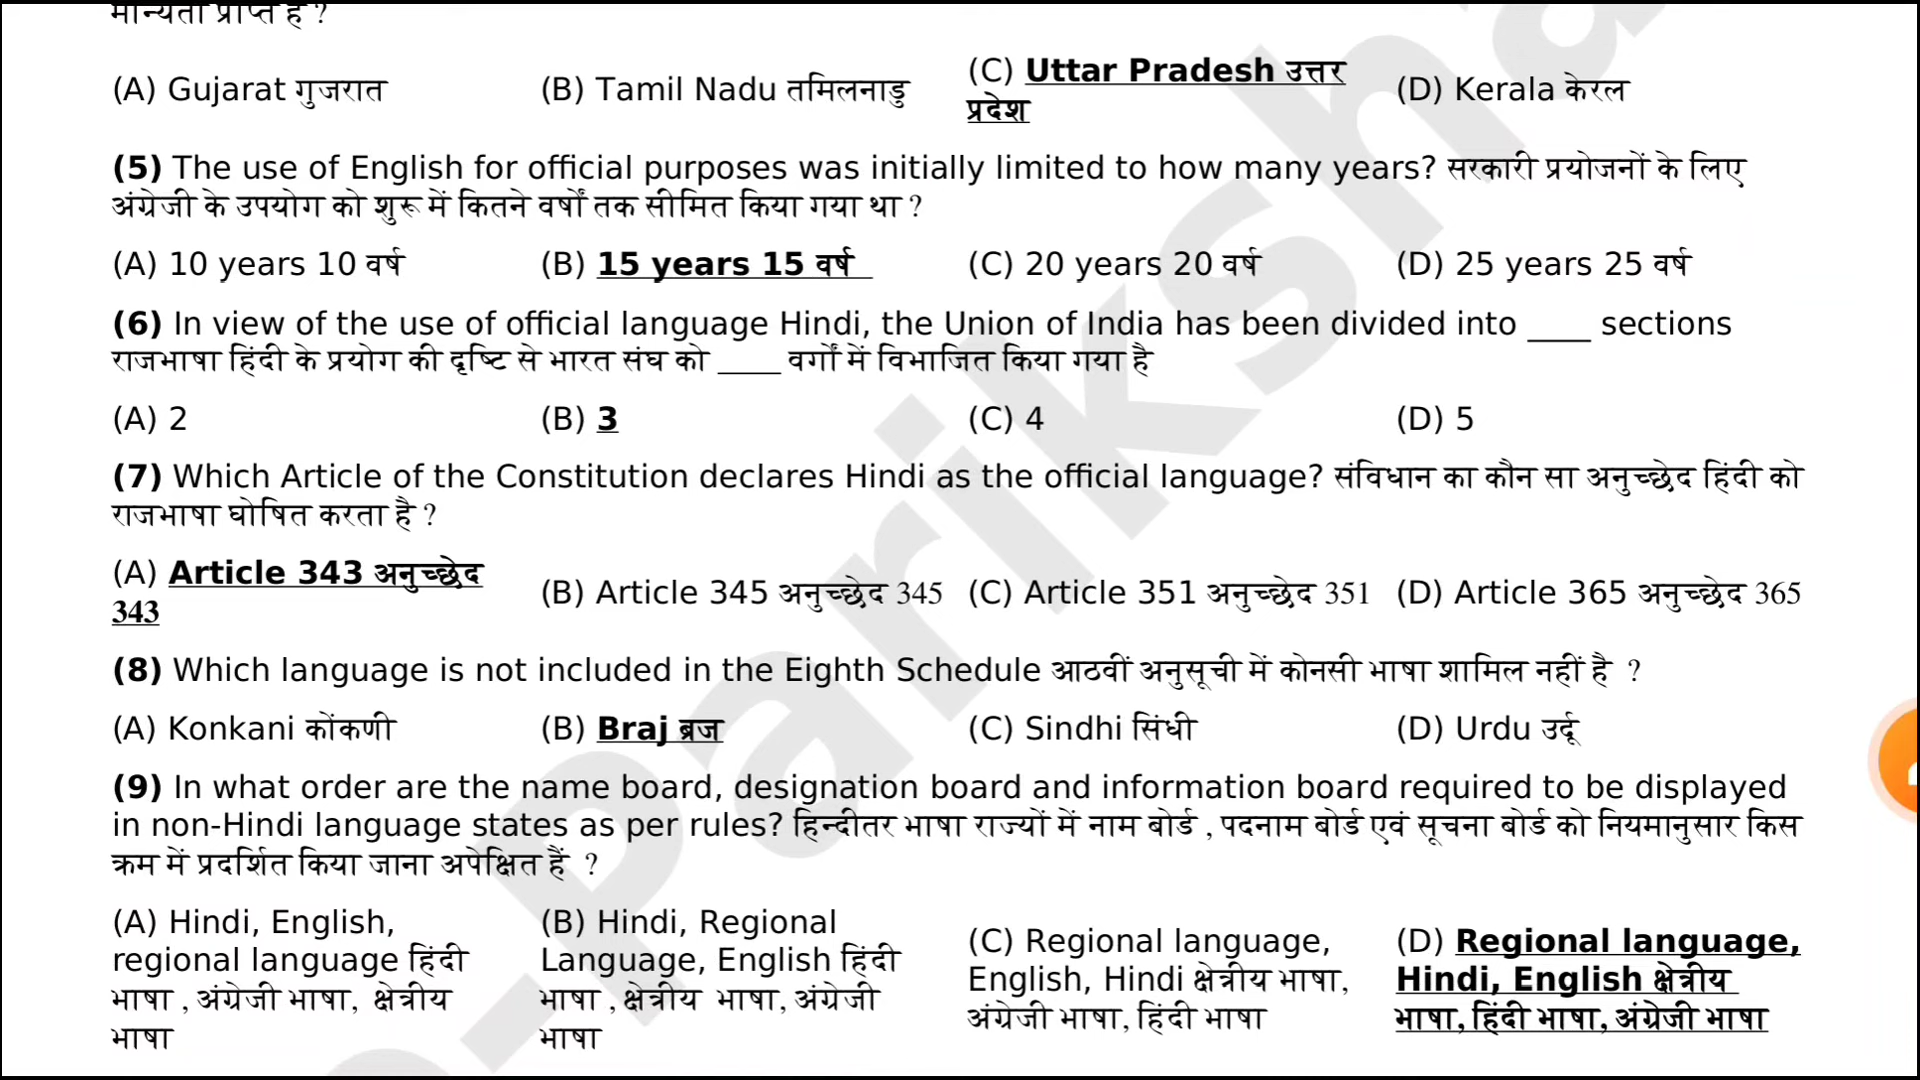 मान्यता प्राप्त है ?
(A) Gujarat गुजरात (B) Tamil Nadu तमिलनाडु (C) Uttar Pradesh उत्तर प्रदेश (D) Kerala केरल
(5) The use of English for official purposes was initially limited to how many years? सरकारी प्रयोजनों के लिए
अंग्रेजी के उपयोग को शुरू में कितने वर्षों तक सीमित किया गया था ?
(A) 10 years 10 वर्ष (B) 15 years 15 वर्ष (C) 20 years 20 वर्ष (D) 25 years 25 वर्ष
(6) In view of the use of official language Hindi, the Union of India has been divided into ____ sections
राजभाषा हिंदी के प्रयोग की दृष्टि से भारत संघ को ____ वर्गों में विभाजित किया गया है
(A) 2 (B) 3 (C) 4 (D) 5
(7) Which Article of the Constitution declares Hindi as the official language? संविधान का कौन सा अनुच्छेद हिंदी को
राजभाषा घोषित करता है ?
(A) Article 343 अनुच्छेद
343
(B) Article 345 अनुच्छेद 345 (C) Article 351 अनुच्छेद 351 (D) Article 365 अनुच्छेद 365
(8) Which language is not included in the Eighth Schedule आठवीं अनुसूची में कोनसी भाषा शामिल नहीं है ?
(A) Konkani कोंकणी (B) Braj ब्रज (C) Sindhi सिंधी (D) Urdu उर्दू
(9) In what order are the name board, designation board and information board required to be displayed
in non-Hindi language states as per rules? हिन्दीतर भाषा राज्यों में नाम बोर्ड , पदनाम बोर्ड एवं सूचना बोर्ड को नियमानुसार किस
क्रम में प्रदर्शित किया जाना अपेक्षित हैं ?
(A) Hindi, English,
regional language हिंदी
भाषा , अंग्रेजी भाषा, क्षेत्रीय
भाषा
(B) Hindi, Regional
Language, English हिंदी
भाषा , क्षेत्रीय भाषा, अंग्रेजी
भाषा
(C) Regional language,
English, Hindi क्षेत्रीय भाषा,
अंग्रेजी भाषा, हिंदी भाषा
(D) Regional language,
Hindi, English क्षेत्रीय
भाषा, हिंदी भाषा, अंग्रेजी भाषा
-Pariksha